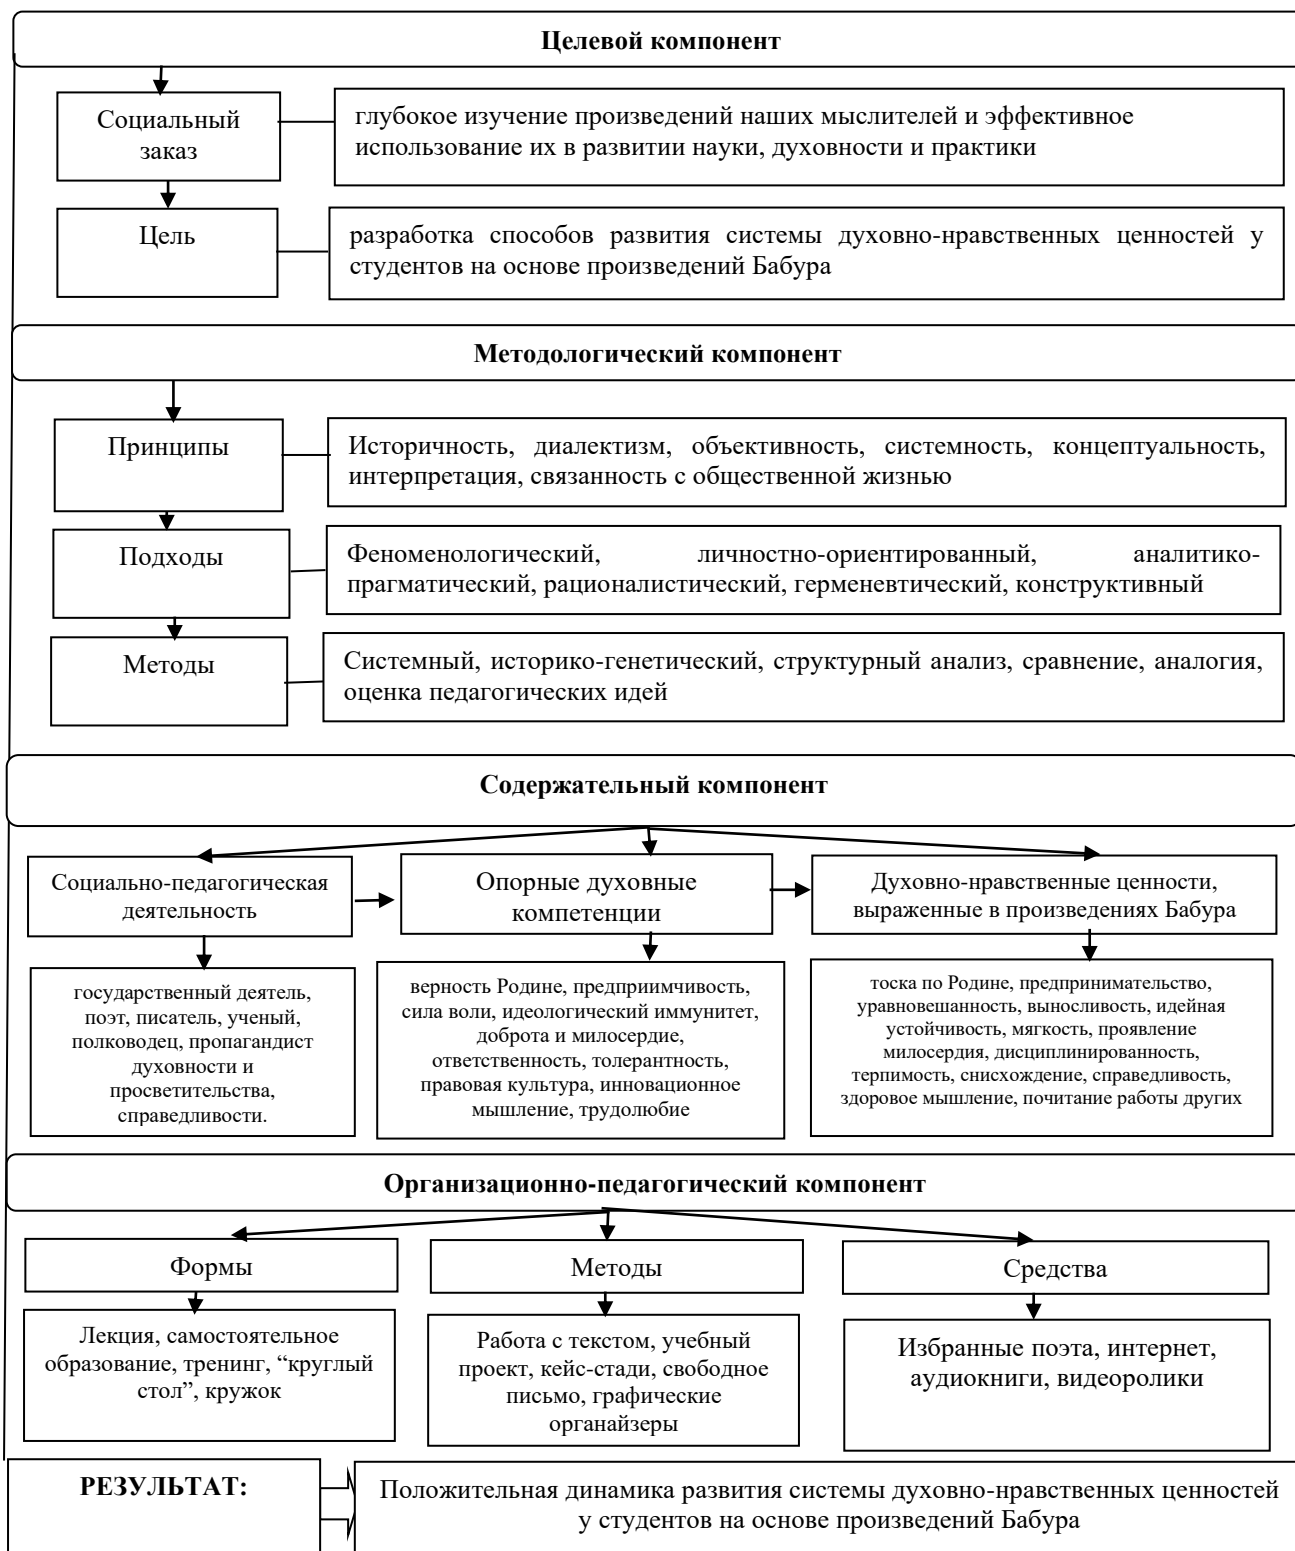 Целевой компонент
Социальный
заказ
глубокое изучение произведений наших мыслителей и эффективное
использование их в развитии науки, духовности и практики
Цель
разработка способов развития системы духовно-нравственных ценностей у
студентов на основе произведений Бабура
Методологический компонент
Принципы
Историчность, диалектизм, объективность, системность, концептуальность,
интерпретация, связанность с общественной жизнью
Подходы
Феноменологический, личностно-ориентированный, аналитико-
прагматический, рационалистический, герменевтический, конструктивный
Методы
Системный, историко-генетический, структурный анализ, сравнение, аналогия,
оценка педагогических идей
Содержательный компонент
Социально-педагогическая
деятельность
Опорные духовные
компетенции
Духовно-нравственные ценности,
выраженные в произведениях Бабура
государственный деятель,
поэт, писатель, ученый,
полководец, пропагандист
духовности и
просветительства,
справедливости.
верность Родине, предприимчивость,
сила воли, идеологический иммунитет,
доброта и милосердие,
ответственность, толерантность,
правовая культура, инновационное
мышление, трудолюбие
тоска по Родине, предпринимательство,
уравновешанность, выносливость, идейная
устойчивость, мягкость, проявление
милосердия, дисциплинированность,
терпимость, снисхождение, справедливость,
здоровое мышление, почитание работы других
Организационно-педагогический компонент
Формы
Методы
Средства
Лекция, самостоятельное
образование, тренинг, “круглый
стол”, кружок
Работа с текстом, учебный
проект, кейс-стади, свободное
письмо, графические
органайзеры
Избранные поэта, интернет,
аудиокниги, видеоролики
РЕЗУЛЬТАТ:
Положительная динамика развития системы духовно-нравственных ценностей
у студентов на основе произведений Бабура